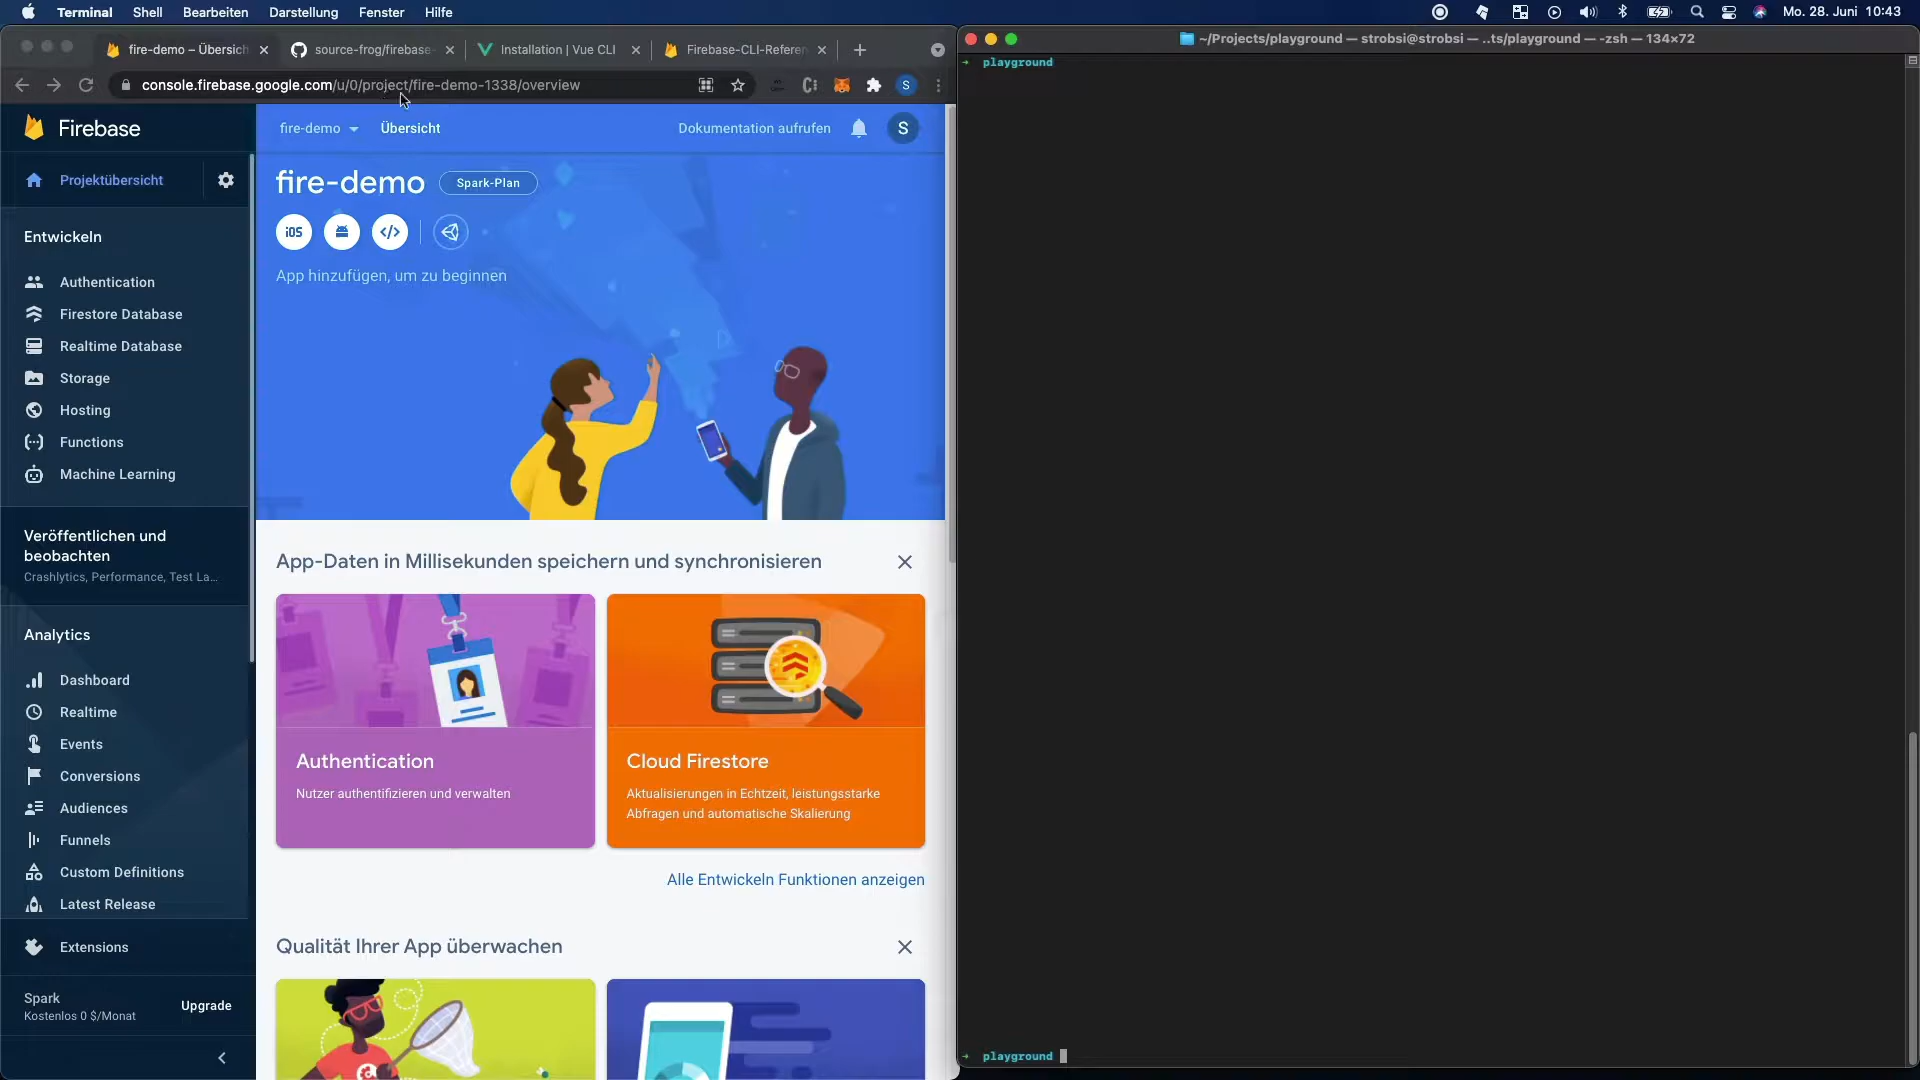 Terminal Shell Bearbeiten Darstellung Fenster Hilfe
Mo. 28. Juni 10:43
fire-demo – Übersich
source-frog/firebase-
Installation | Vue CLI
Firebase-CLI-Referen
console.firebase.google.com/u/0/project/fire-demo-1338/overview
S
Firebase
fire-demo
Übersicht
Dokumentation aufrufen
S
Projektübersicht
Entwickeln
Authentication
Firestore Database
Realtime Database
Storage
Hosting
Functions
Machine Learning
Veröffentlichen und
beobachten
Crashlytics, Performance, Test La...
Analytics
Dashboard
Realtime
Events
Conversions
Audiences
Funnels
Custom Definitions
Latest Release
Extensions
Spark
Kostenlos 0 $/Monat
Upgrade
fire-demo
Spark-Plan
iOS
App hinzufügen, um zu beginnen
App-Daten in Millisekunden speichern und synchronisieren
Authentication
Nutzer authentifizieren und verwalten
Cloud Firestore
Aktualisierungen in Echtzeit, leistungsstarke
Abfragen und automatische Skalierung
Alle Entwickeln Funktionen anzeigen
Qualität Ihrer App überwachen
~/Projects/playground — strobsi@strobsi — ..ts/playground — -zsh — 134×72
→ playground
→ playground